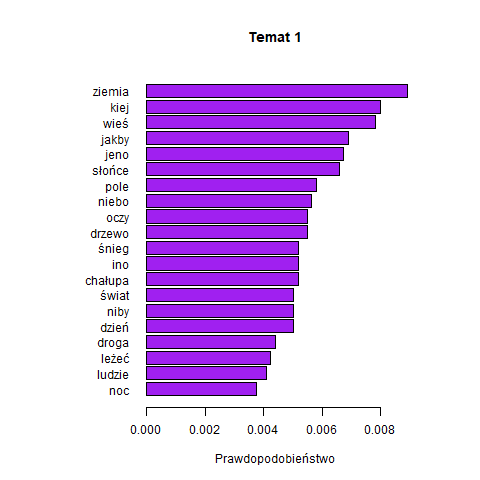 Temat 1
ziemia
kiej
wieś
jakby
jeno
słońce
pole
niebo
oczy
drzewo
śnieg
ino
chałupa
świat
niby
dzień
droga
leżeć
ludzie
noc
0.000 0.002 0.004 0.006 0.008
Prawdopodobieństwo